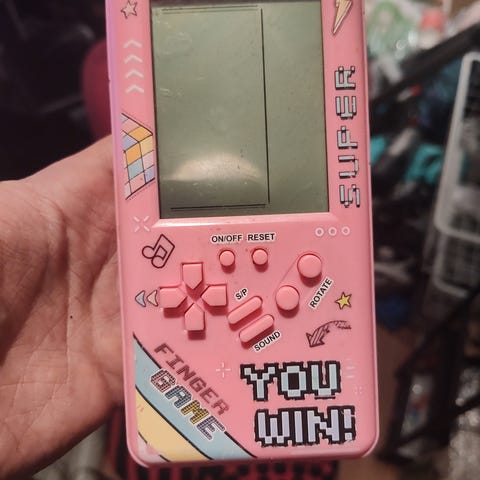 SUPER
ON/OFF RESET
S/P
ROTATE
SOUND
FINGER
GAME
YOU
WIN!